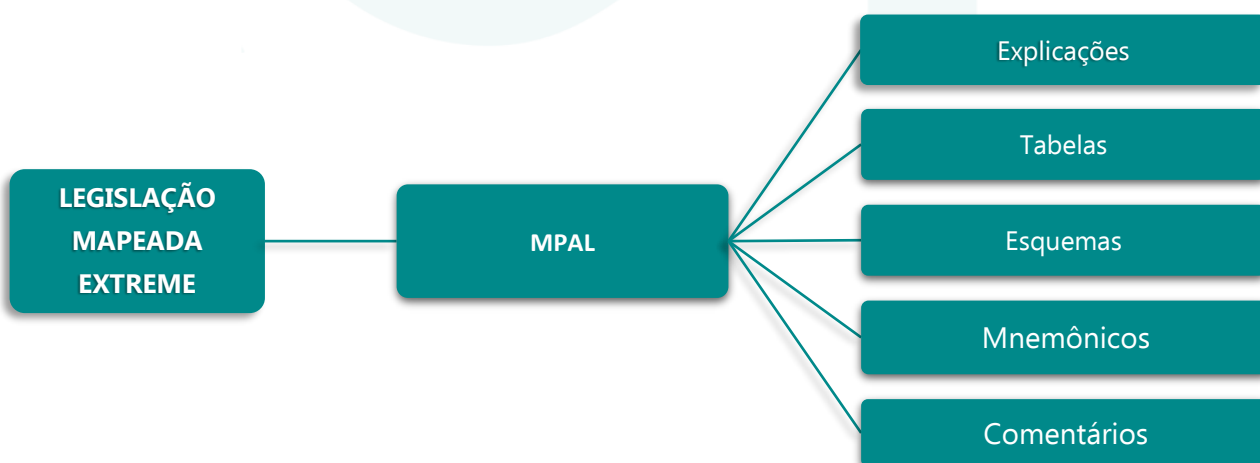 LEGISLAÇÃO
MAPEADA
EXTREME
MPAL
Explicações
Tabelas
Esquemas
Mnemônicos
Comentários